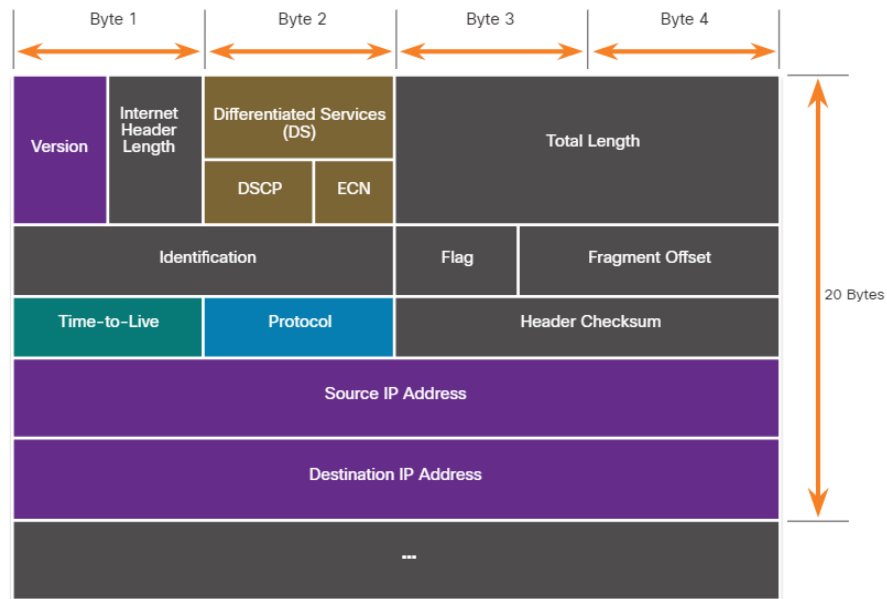 Byte 1
Byte 2
Byte 3
Byte 4
Version
Internet
Header
Length
Differentiated Services
(DS)
DSCP
ECN
Total Length
Identification
Flag
Fragment Offset
20 Bytes
Time-to-Live
Protocol
Header Checksum
Source IP Address
Destination IP Address
...